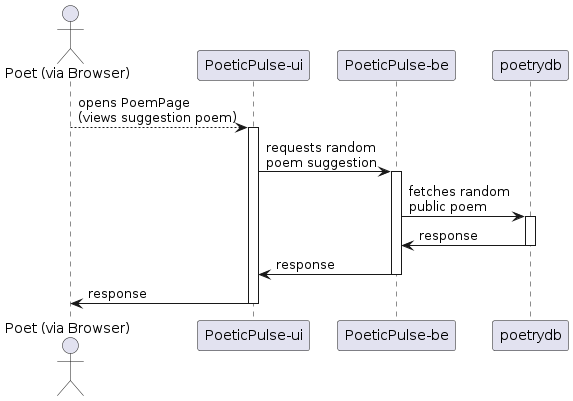 Poet (via Browser)
PoeticPulse-ui
PoeticPulse-be
poetrydb
opens PoemPage
(views suggestion poem)
requests random
poem suggestion
fetches random
public poem
response
response
response
Poet (via Browser)
PoeticPulse-ui
PoeticPulse-be
poetrydb